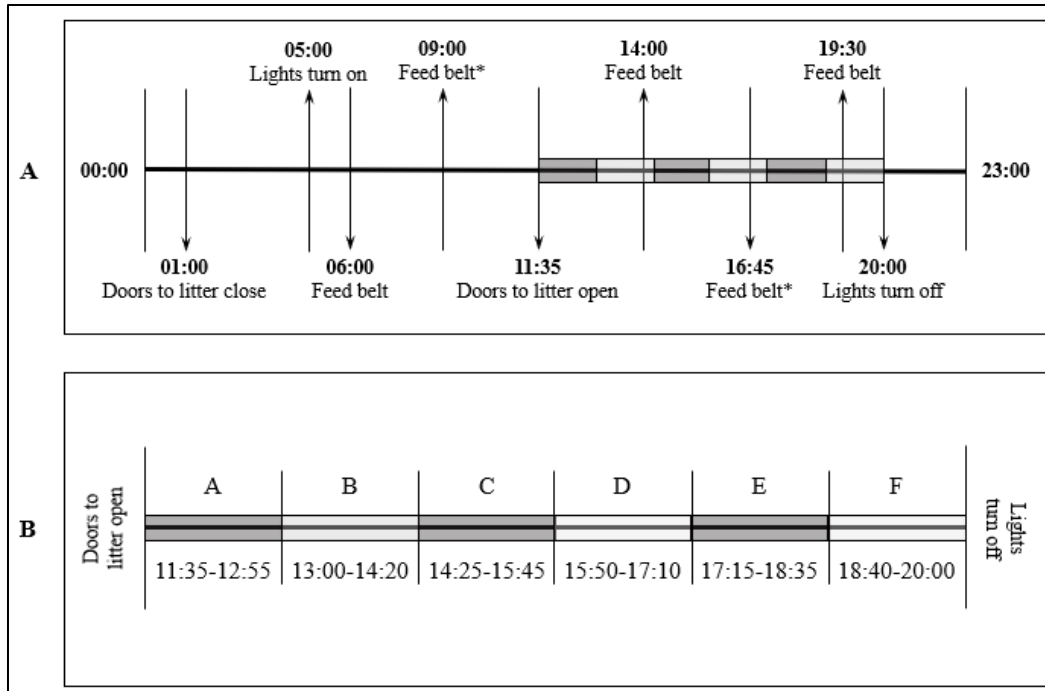 05:00
Lights turn on
09:00
Feed belt*
14:00
Feed belt
19:30
Feed belt
A
00:00
23:00
01:00
Doors to litter close
06:00
Feed belt
11:35
Doors to litter open
16:45
Feed belt*
20:00
Lights turn off
B
Doors to
litter open
A
B
C
D
E
F
11:35-12:55
13:00-14:20
14:25-15:45
15:50-17:10
17:15-18:35
18:40-20:00
Lights
turn off